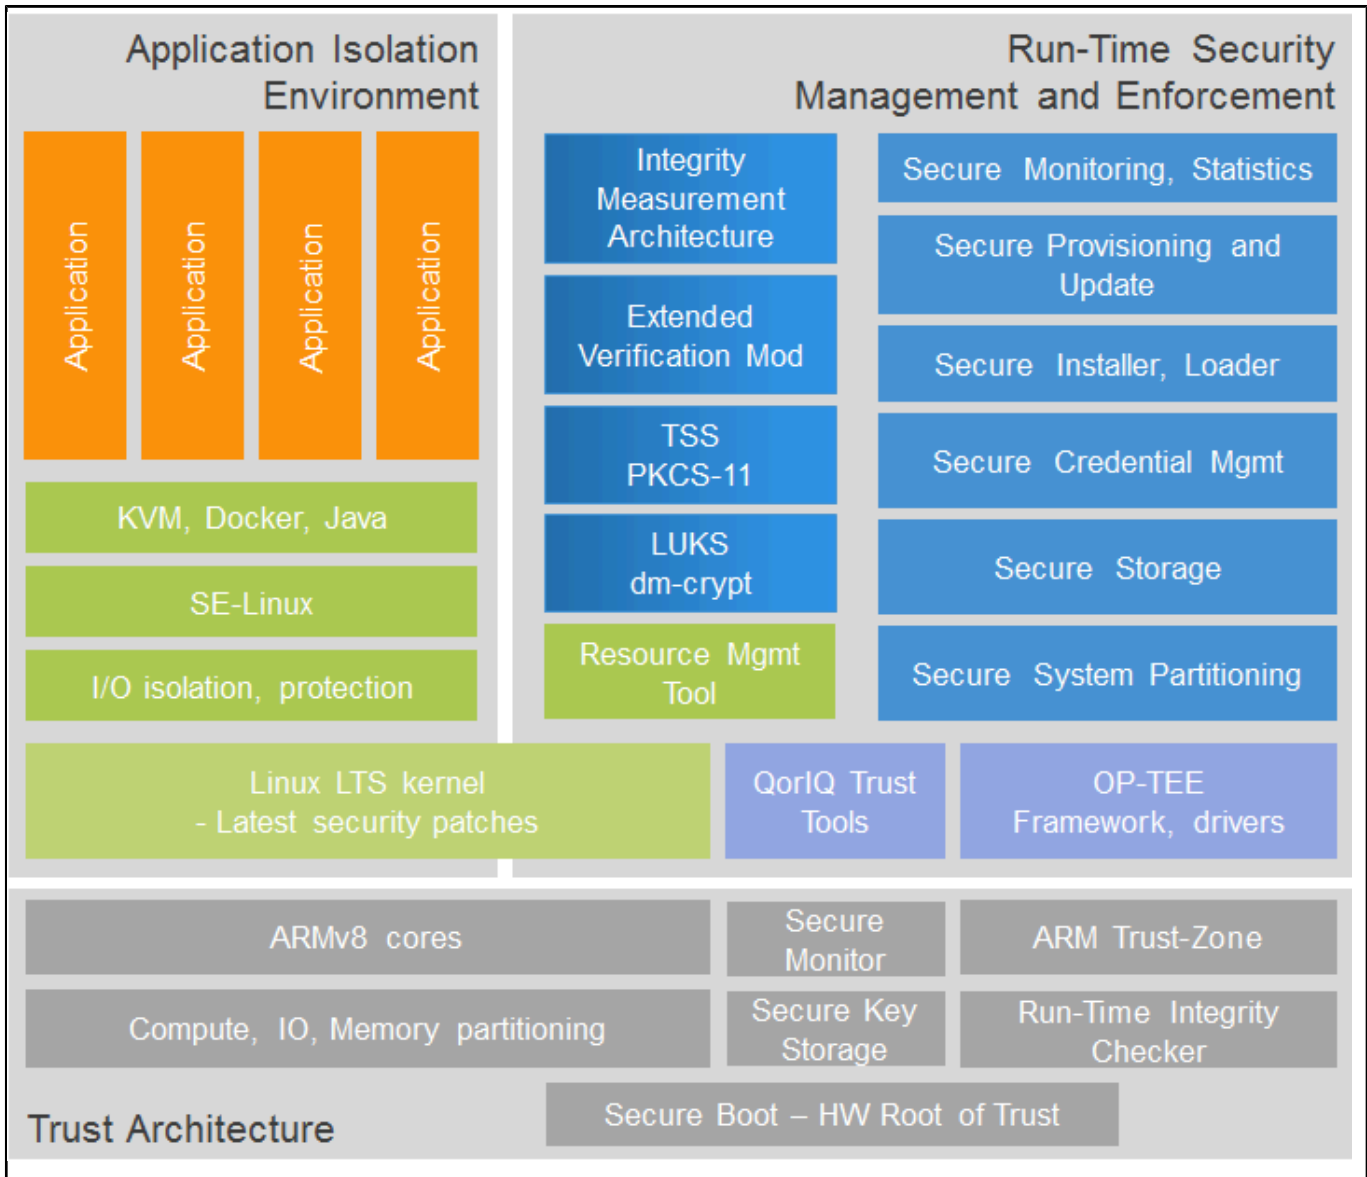 Application Isolation
Environment
Application
Application
Application
Application
KVM, Docker, Java
SE-Linux
I/O isolation, protection
Run-Time Security
Management and Enforcement
Integrity
Measurement
Architecture
Extended
Verification Mod
TSS
PKCS-11
LUKS
dm-crypt
Resource Mgmt
Tool
Secure Monitoring, Statistics
Secure Provisioning and
Update
Secure Installer, Loader
Secure Credential Mgmt
Secure Storage
Secure System Partitioning
Linux LTS kernel
- Latest security patches
QorIQ Trust
Tools
OP-TEE
Framework, drivers
ARMv8 cores
Secure
Monitor
ARM Trust-Zone
Compute, IO, Memory partitioning
Secure Key
Storage
Run-Time Integrity
Checker
Secure Boot – HW Root of Trust
Trust Architecture